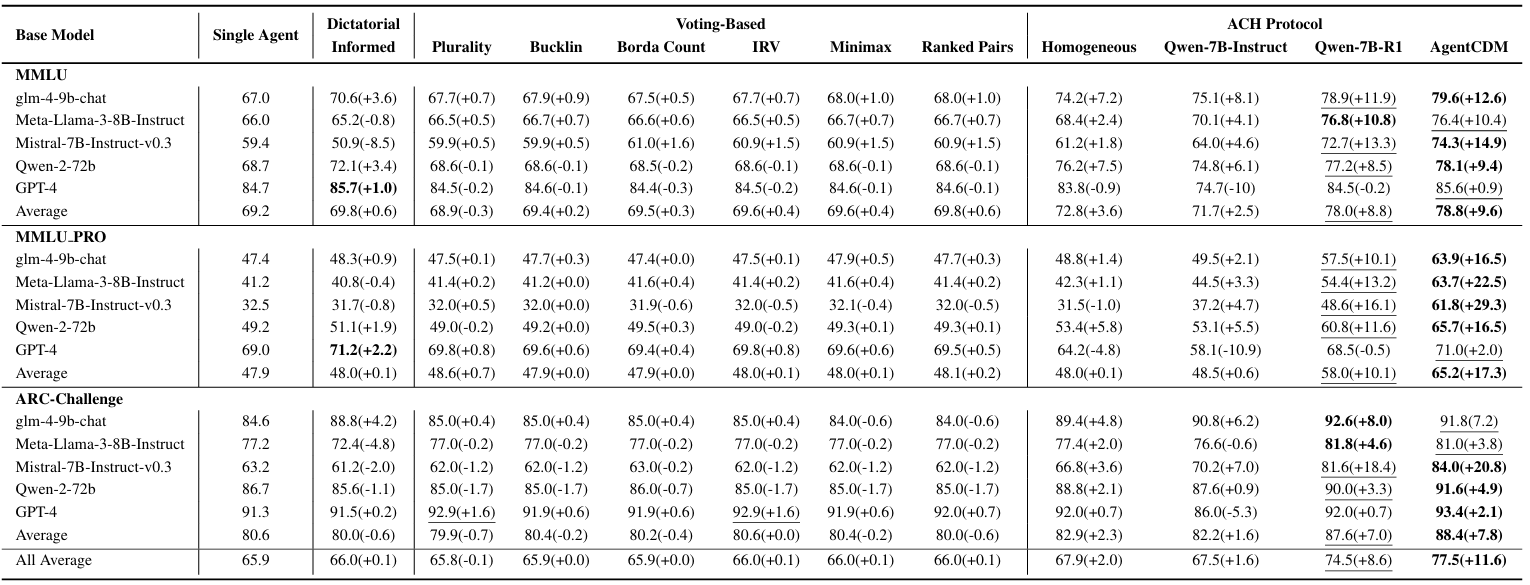 Base Model Single Agent Dictatorial Informed Voting-Based ACH Protocol
Plurality Bucklin Borda Count IRV Minimax Ranked Pairs Homogeneous Qwen-7B-Instruct Qwen-7B-R1 AgentCDM
MMLU
glm-4-9b-chat 67.0 70.6(+3.6) 67.7(+0.7) 67.9(+0.9) 67.5(+0.5) 67.7(+0.7) 68.0(+1.0) 68.0(+1.0) 74.2(+7.2) 75.1(+8.1) 78.9(+11.9) 79.6(+12.6)
Meta-Llama-3-8B-Instruct 66.0 65.2(-0.8) 66.5(+0.5) 66.7(+0.7) 66.6(+0.6) 66.5(+0.5) 66.7(+0.7) 66.7(+0.7) 68.4(+2.4) 70.1(+4.1) 76.8(+10.8) 76.4(+10.4)
Mistral-7B-Instruct-v0.3 59.4 50.9(-8.5) 59.9(+0.5) 59.9(+0.5) 61.0(+1.6) 60.9(+1.5) 60.9(+1.5) 60.9(+1.5) 61.2(+1.8) 64.0(+4.6) 72.7(+13.3) 74.3(+14.9)
Qwen-2-72b 68.7 72.1(+3.4) 68.6(-0.1) 68.6(-0.1) 68.5(-0.2) 68.6(-0.1) 68.6(-0.1) 68.6(-0.1) 76.2(+7.5) 74.8(+6.1) 77.2(+8.5) 78.1(+9.4)
GPT-4 84.7 85.7(+1.0) 84.5(-0.2) 84.6(-0.1) 84.4(-0.3) 84.5(-0.2) 84.6(-0.1) 84.6(-0.1) 83.8(-0.9) 74.7(-10) 84.5(-0.2) 85.6(+0.9)
Average 69.2 69.8(+0.6) 68.9(-0.3) 69.4(+0.2) 69.5(+0.3) 69.6(+0.4) 69.6(+0.4) 69.8(+0.6) 72.8(+3.6) 71.7(+2.5) 78.0(+8.8) 78.8(+9.6)
MMLU_PRO
glm-4-9b-chat 47.4 48.3(+0.9) 47.5(+0.1) 47.7(+0.3) 47.4(+0.0) 47.5(+0.1) 47.9(+0.5) 47.7(+0.3) 48.8(+1.4) 49.5(+2.1) 57.5(+10.1) 63.9(+16.5)
Meta-Llama-3-8B-Instruct 41.2 40.8(-0.4) 41.4(+0.2) 41.2(+0.0) 41.6(+0.4) 41.4(+0.2) 41.6(+0.4) 41.4(+0.2) 42.3(+1.1) 44.5(+3.3) 54.4(+13.2) 63.7(+22.5)
Mistral-7B-Instruct-v0.3 32.5 31.7(-0.8) 32.0(+0.5) 32.0(+0.0) 31.9(-0.6) 32.0(-0.5) 32.1(-0.4) 32.0(-0.5) 31.5(-1.0) 37.2(+4.7) 48.6(+16.1) 61.8(+29.3)
Qwen-2-72b 49.2 51.1(+1.9) 49.0(-0.2) 49.2(+0.0) 49.5(+0.3) 49.0(-0.2) 49.3(+0.1) 49.3(+0.1) 53.4(+5.8) 53.1(+5.5) 60.8(+11.6) 65.7(+16.5)
GPT-4 69.0 71.2(+2.2) 69.8(+0.8) 69.6(+0.6) 69.4(+0.4) 69.8(+0.8) 69.6(+0.6) 69.5(+0.5) 64.2(-4.8) 58.1(-10.9) 68.5(-0.5) 71.0(+2.0)
Average 47.9 48.0(+0.1) 48.6(+0.7) 47.9(+0.0) 47.9(+0.0) 48.0(+0.1) 48.0(+0.1) 48.1(+0.2) 48.0(+0.1) 48.5(+0.6) 58.0(+10.1) 65.2(+17.3)
ARC-Challenge
glm-4-9b-chat 84.6 88.8(+4.2) 85.0(+0.4) 85.0(+0.4) 85.0(+0.4) 85.0(+0.4) 84.0(-0.6) 84.0(-0.6) 89.4(+4.8) 90.8(+6.2) 92.6(+8.0) 91.8(7.2)
Meta-Llama-3-8B-Instruct 77.2 72.4(-4.8) 77.0(-0.2) 77.0(-0.2) 77.0(-0.2) 77.0(-0.2) 77.0(-0.2) 77.0(-0.2) 77.4(+2.0) 76.6(-0.6) 81.8(+4.6) 81.0(+3.8)
Mistral-7B-Instruct-v0.3 63.2 61.2(-2.0) 62.0(-1.2) 62.0(-1.2) 63.0(-0.2) 62.0(-1.2) 62.0(-1.2) 62.0(-1.2) 66.8(+3.6) 70.2(+7.0) 81.6(+18.4) 84.0(+20.8)
Qwen-2-72b 86.7 85.6(-1.1) 85.0(-1.7) 85.0(-1.7) 86.0(-0.7) 85.0(-1.7) 85.0(-1.7) 85.0(-1.7) 88.8(+2.1) 87.6(+0.9) 90.0(+3.3) 91.6(+4.9)
GPT-4 91.3 91.5(+0.2) 92.9(+1.6) 91.9(+0.6) 91.9(+0.6) 92.9(+1.6) 91.9(+0.6) 92.0(+0.7) 92.0(+0.7) 86.0(-5.3) 92.0(+0.7) 93.4(+2.1)
Average 80.6 80.0(-0.6) 79.9(-0.7) 80.4(-0.2) 80.2(-0.4) 80.6(+0.0) 80.4(-0.2) 80.0(-0.6) 82.9(+2.3) 82.2(+1.6) 87.6(+7.0) 88.4(+7.8)
All Average 65.9 66.0(+0.1) 65.8(-0.1) 65.9(+0.0) 65.9(+0.0) 66.0(+0.1) 66.0(+0.1) 66.0(+0.1) 67.9(+2.0) 67.5(+1.6) 74.5(+8.6) 77.5(+11.6)